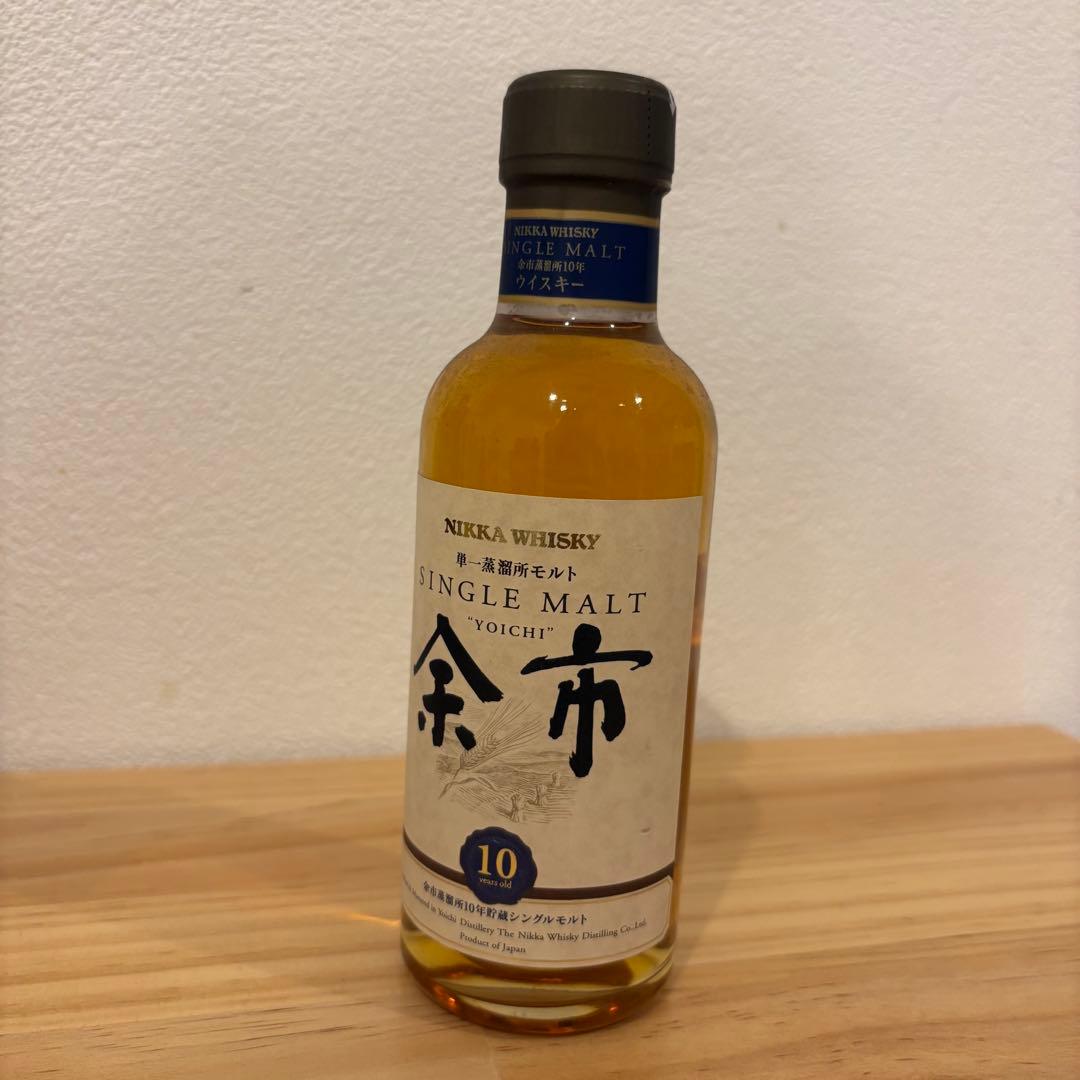 NIKKA WHISKY
SINGLE MALT
余市蒸溜所10年
ウイスキー
NIKKA WHISKY
単一蒸溜所モルト
SINGLE MALT
"YOICHI"
余市
10
years old
余市蒸溜所10年貯蔵シングルモルト
Matured in Yoichi Distillery The Nikka Whisky Distilling Co.,Ltd.
Product of Japan